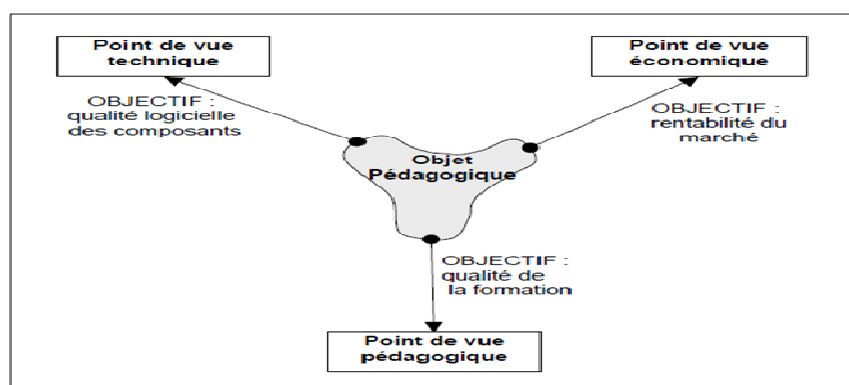 Point de vue
technique
Point de vue
économique
OBJECTIF :
qualité logicielle
des composants
OBJECTIF :
rentabilité du
marché
Objet
Pédagogique
OBJECTIF :
qualité de
la formation
Point de vue
pédagogique